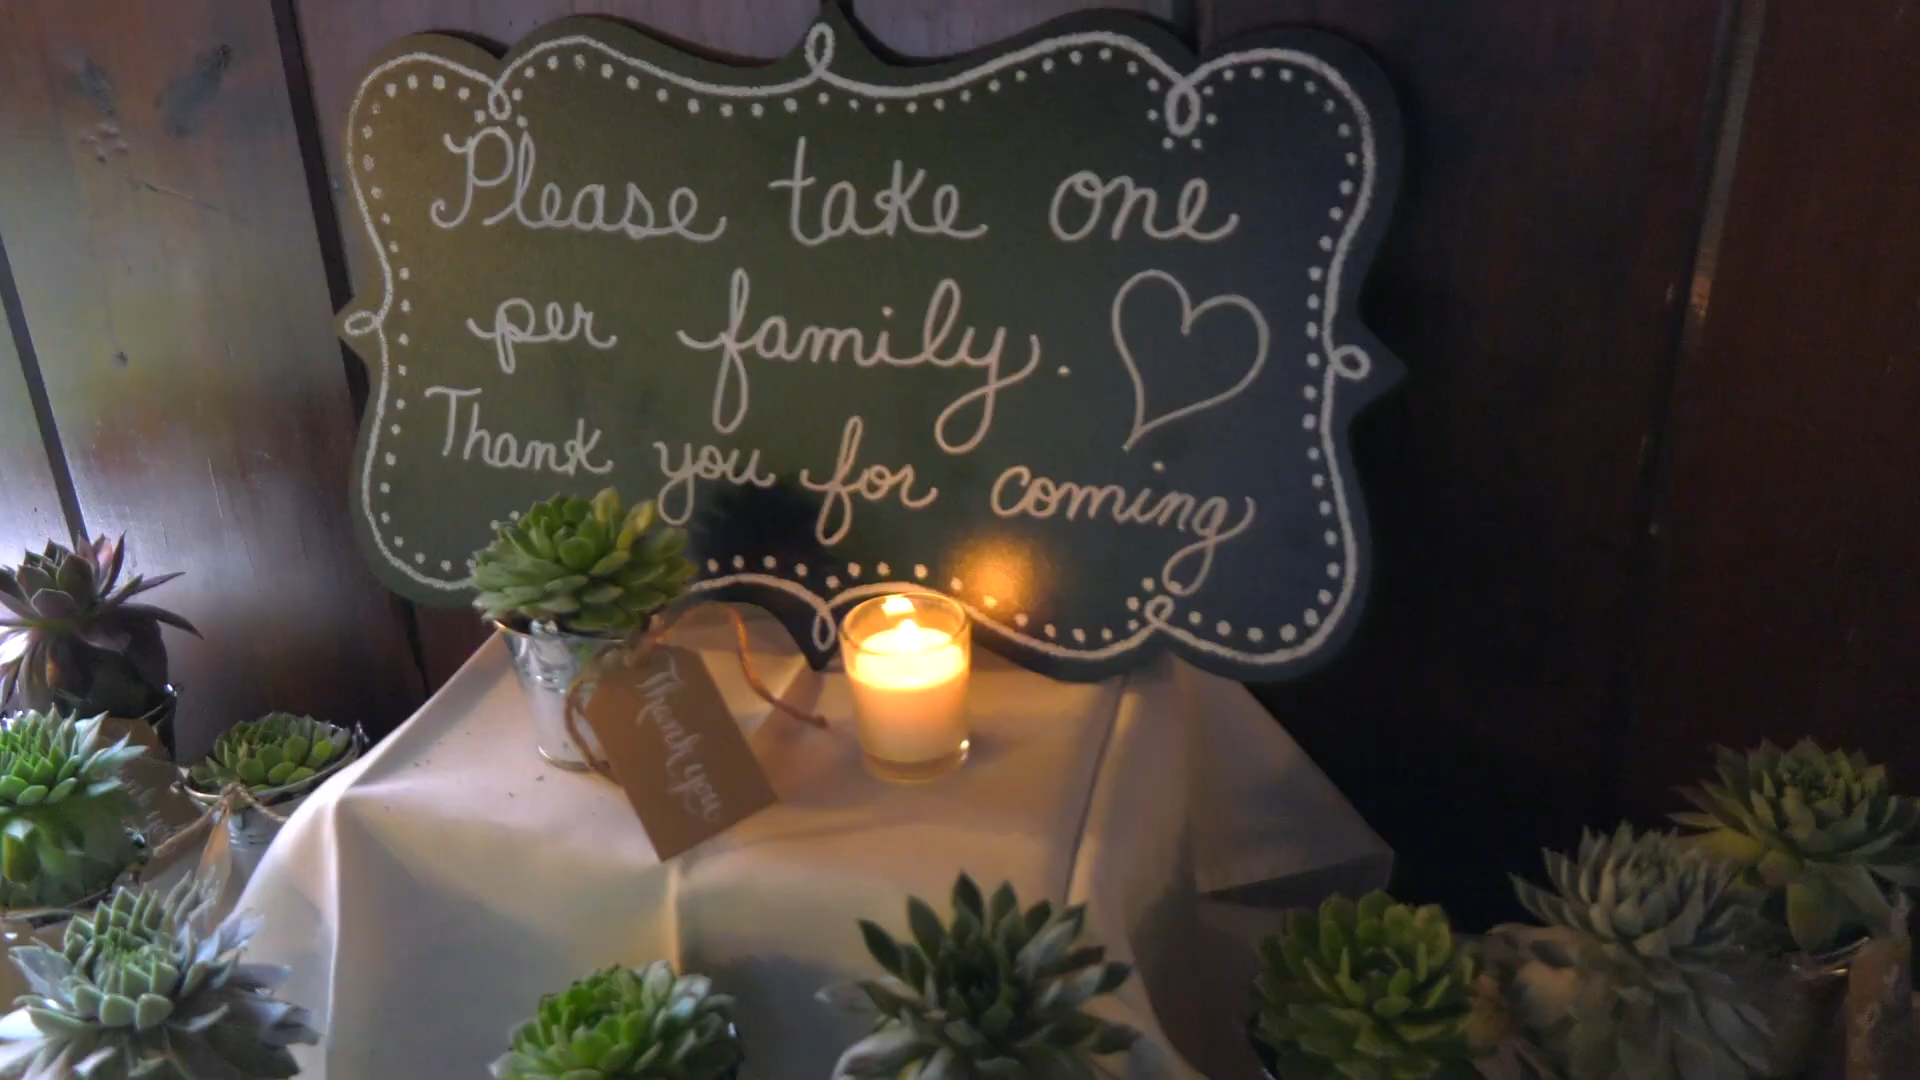 Please take one
per family.
Thank you for coming
Thank you